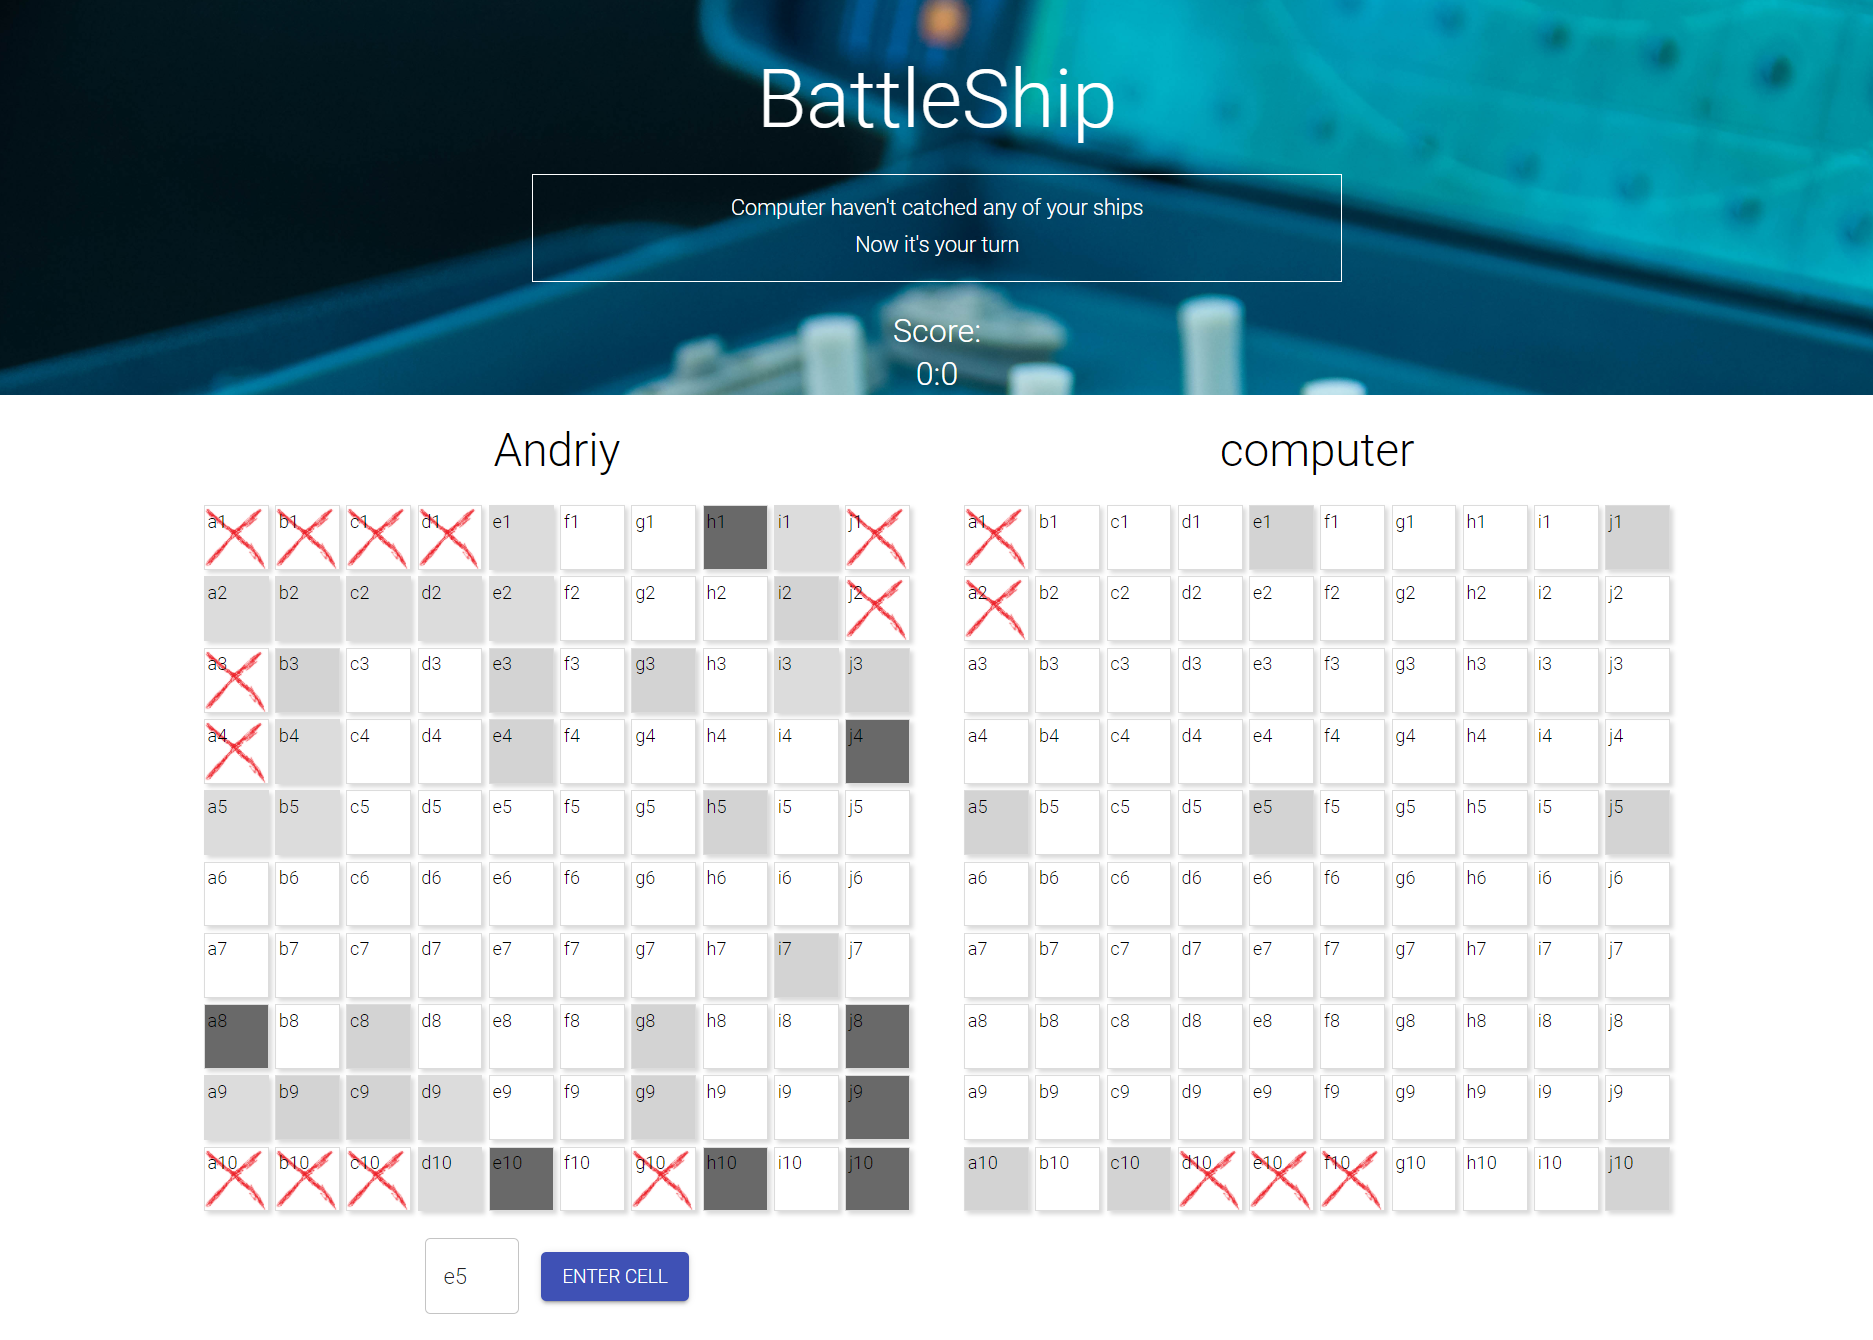 BattleShip
Computer haven't catched any of your ships
Now it's your turn
Score:
0:0
Andriy
a1 b1 c1 d1 e1 f1 g1 h1 i1 j1
a2 b2 c2 d2 e2 f2 g2 h2 i2 j2
a3 b3 c3 d3 e3 f3 g3 h3 i3 j3
a4 b4 c4 d4 e4 f4 g4 h4 i4 j4
a5 b5 c5 d5 e5 f5 g5 h5 i5 j5
a6 b6 c6 d6 e6 f6 g6 h6 i6 j6
a7 b7 c7 d7 e7 f7 g7 h7 i7 j7
a8 b8 c8 d8 e8 f8 g8 h8 i8 j8
a9 b9 c9 d9 e9 f9 g9 h9 i9 j9
a10 b10 c10 d10 e10 f10 g10 h10 i10 j10
e5 ENTER CELL
computer
a1 b1 c1 d1 e1 f1 g1 h1 i1 j1
a2 b2 c2 d2 e2 f2 g2 h2 i2 j2
a3 b3 c3 d3 e3 f3 g3 h3 i3 j3
a4 b4 c4 d4 e4 f4 g4 h4 i4 j4
a5 b5 c5 d5 e5 f5 g5 h5 i5 j5
a6 b6 c6 d6 e6 f6 g6 h6 i6 j6
a7 b7 c7 d7 e7 f7 g7 h7 i7 j7
a8 b8 c8 d8 e8 f8 g8 h8 i8 j8
a9 b9 c9 d9 e9 f9 g9 h9 i9 j9
a10 b10 c10 d10 e10 f10 g10 h10 i10 j10